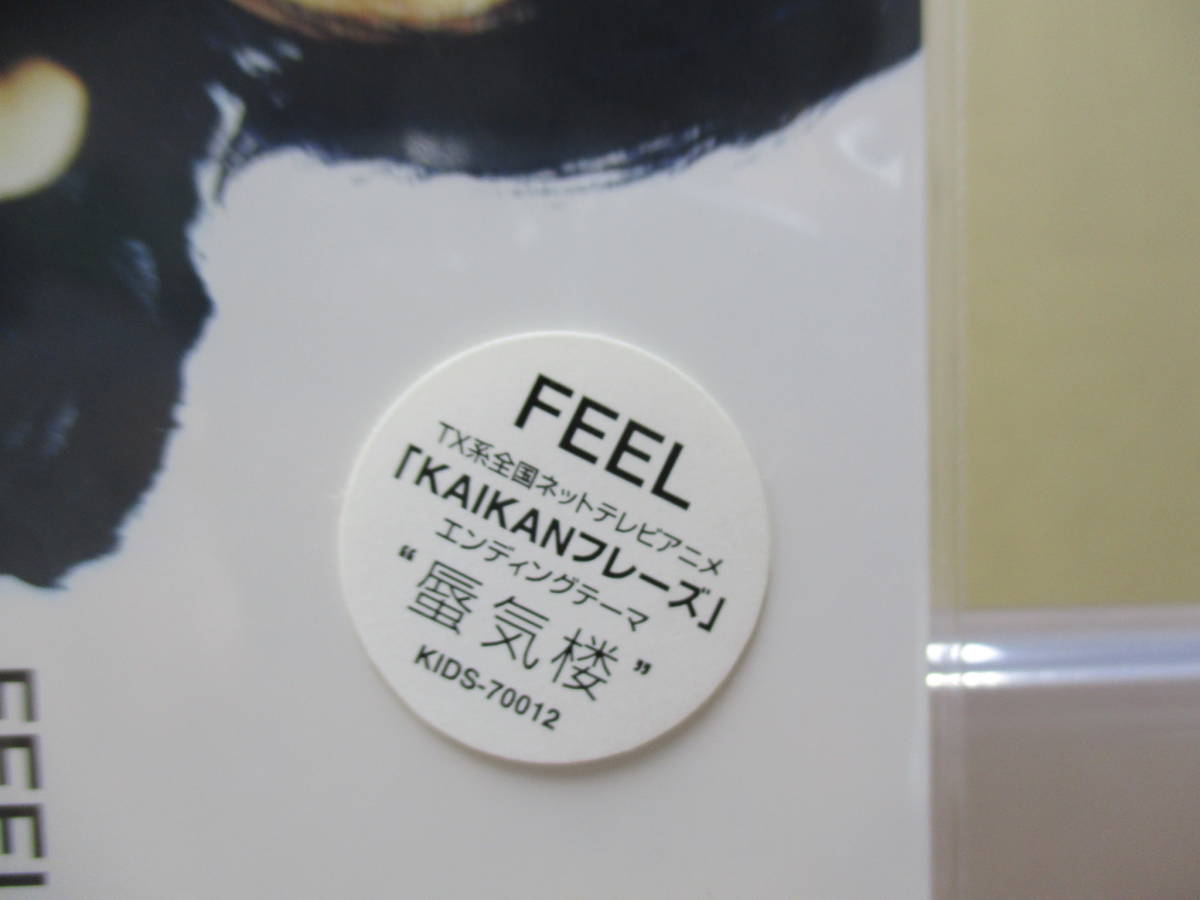 FEEL
TX系全国ネットテレビアニメ
「KAIKANフレーズ」
エンディングテーマ
“蜃気楼”
KIDS-70012
FEEL